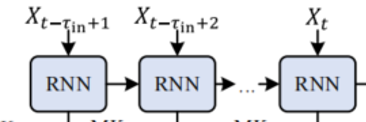 X_{t-τ_in+1} X_{t-τ_in+2} X_t
RNN RNN ... RNN